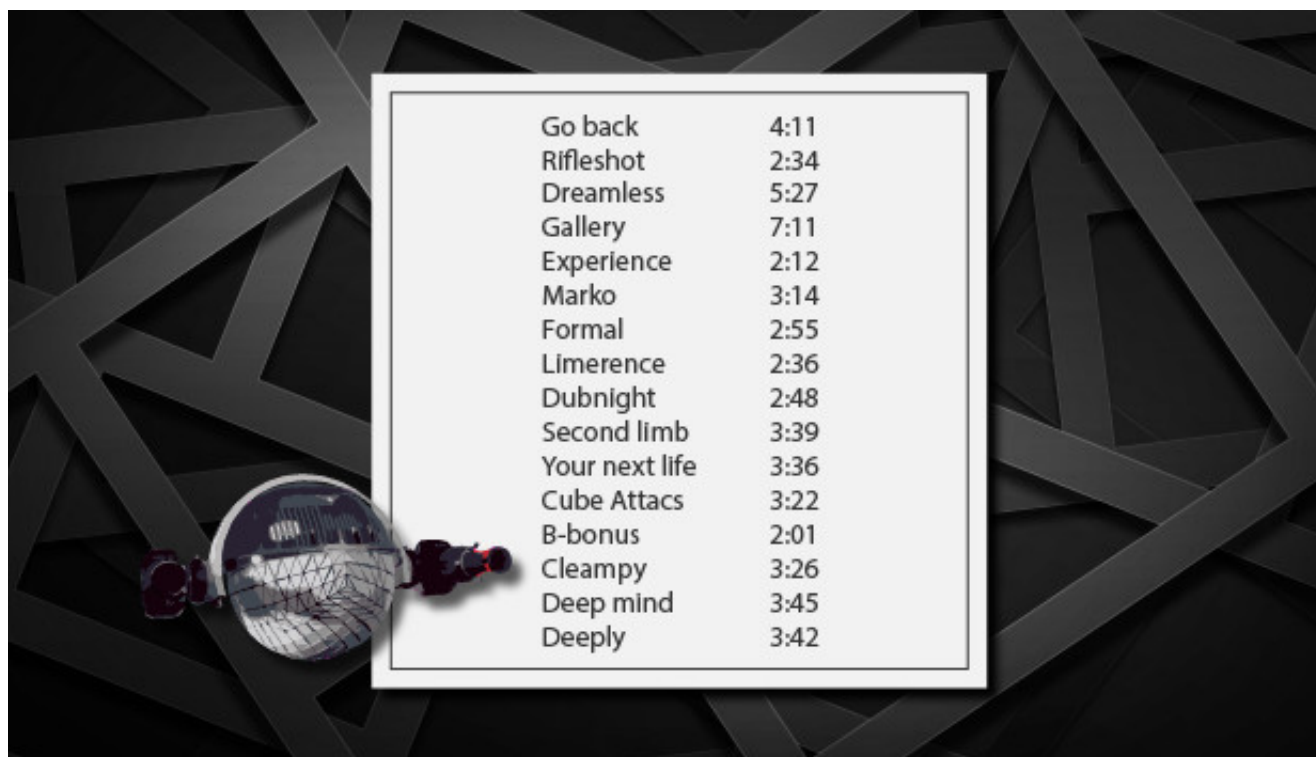 Go back 4:11
Rifleshot 2:34
Dreamless 5:27
Gallery 7:11
Experience 2:12
Marko 3:14
Formal 2:55
Limerence 2:36
Dubnight 2:48
Second limb 3:39
Your next life 3:36
Cube Attacs 3:22
B-bonus 2:01
Cleampy 3:26
Deep mind 3:45
Deeply 3:42